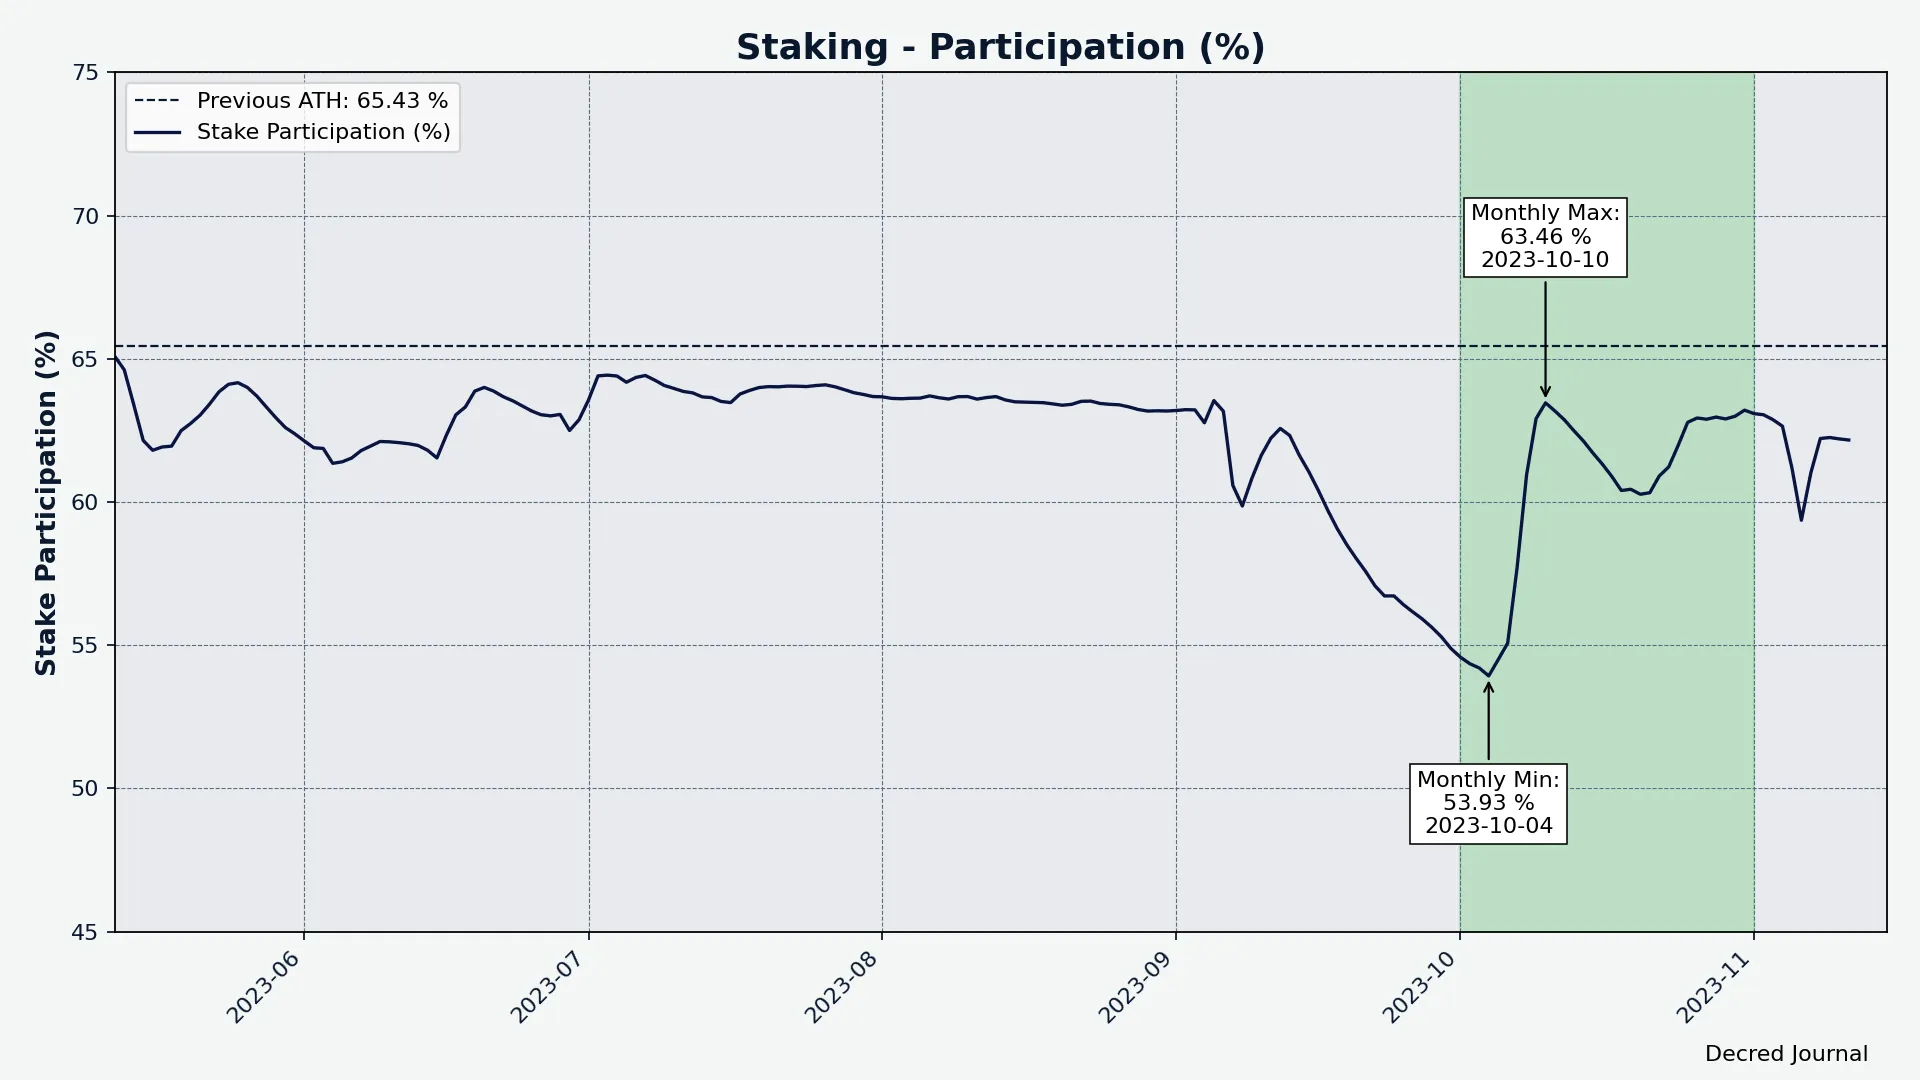 Staking - Participation (%)
Previous ATH: 65.43 %
Stake Participation (%)
Stake Participation (%)
75
70
65
60
55
50
45
Monthly Max:
63.46 %
2023-10-10
Monthly Min:
53.93 %
2023-10-04
2023-06
2023-07
2023-08
2023-09
2023-10
2023-11
Decred Journal